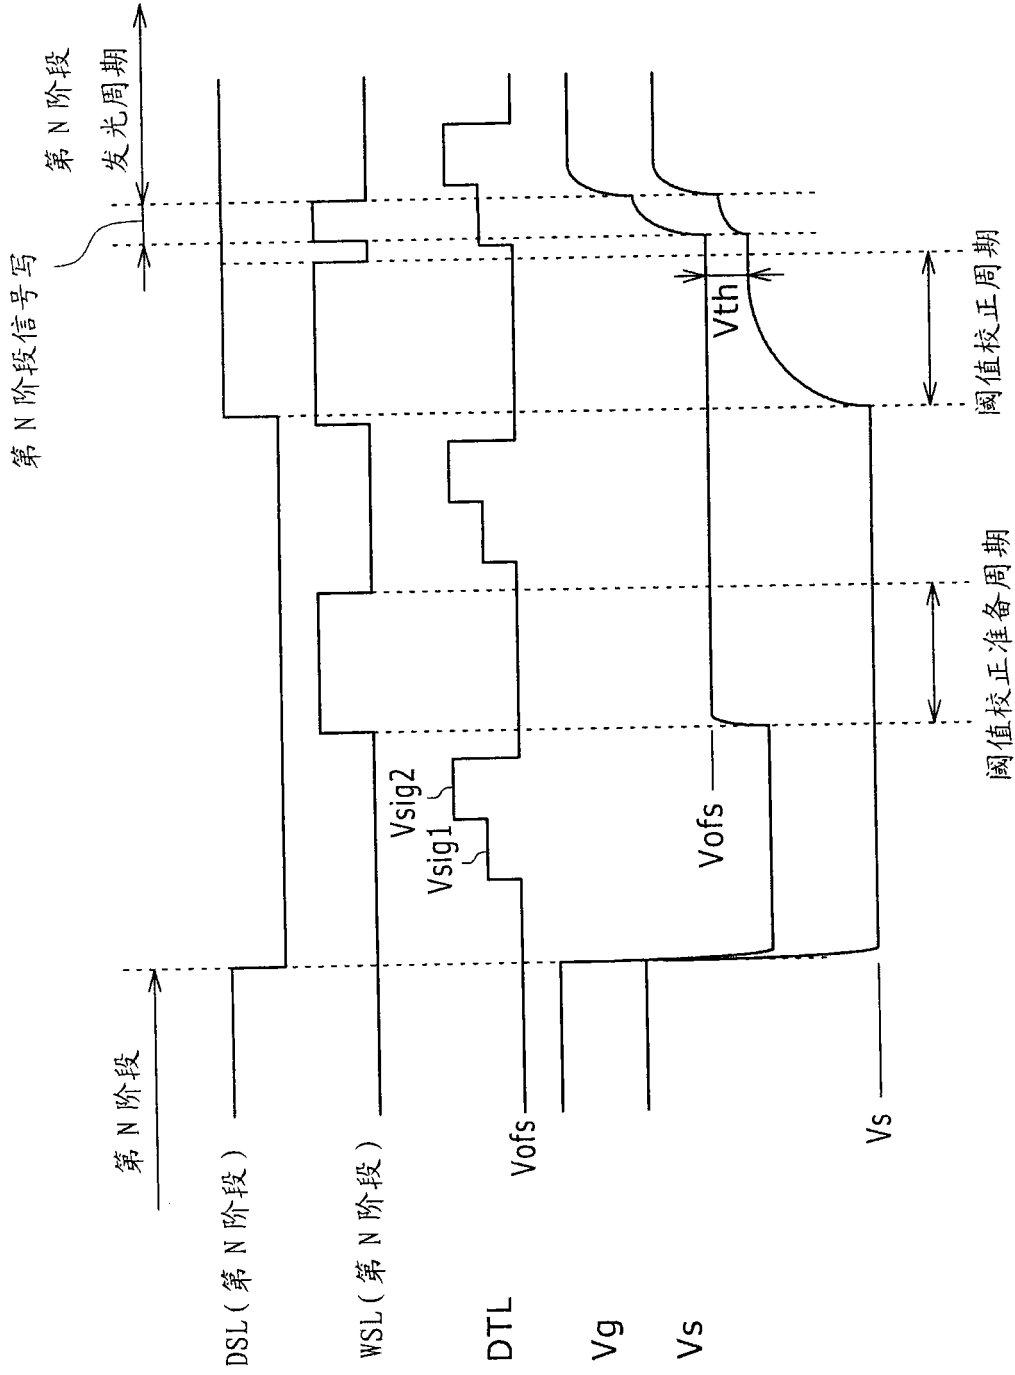 第 N 阶段
第 N 阶段信号写
第 N 阶段
发光周期
DSL(第 N 阶段)
WSL(第 N 阶段)
DTL
Vofs
Vsig1
Vsig2
Vg
Vs
Vofs
Vth
Vs
阈值校正准备周期
阈值校正周期